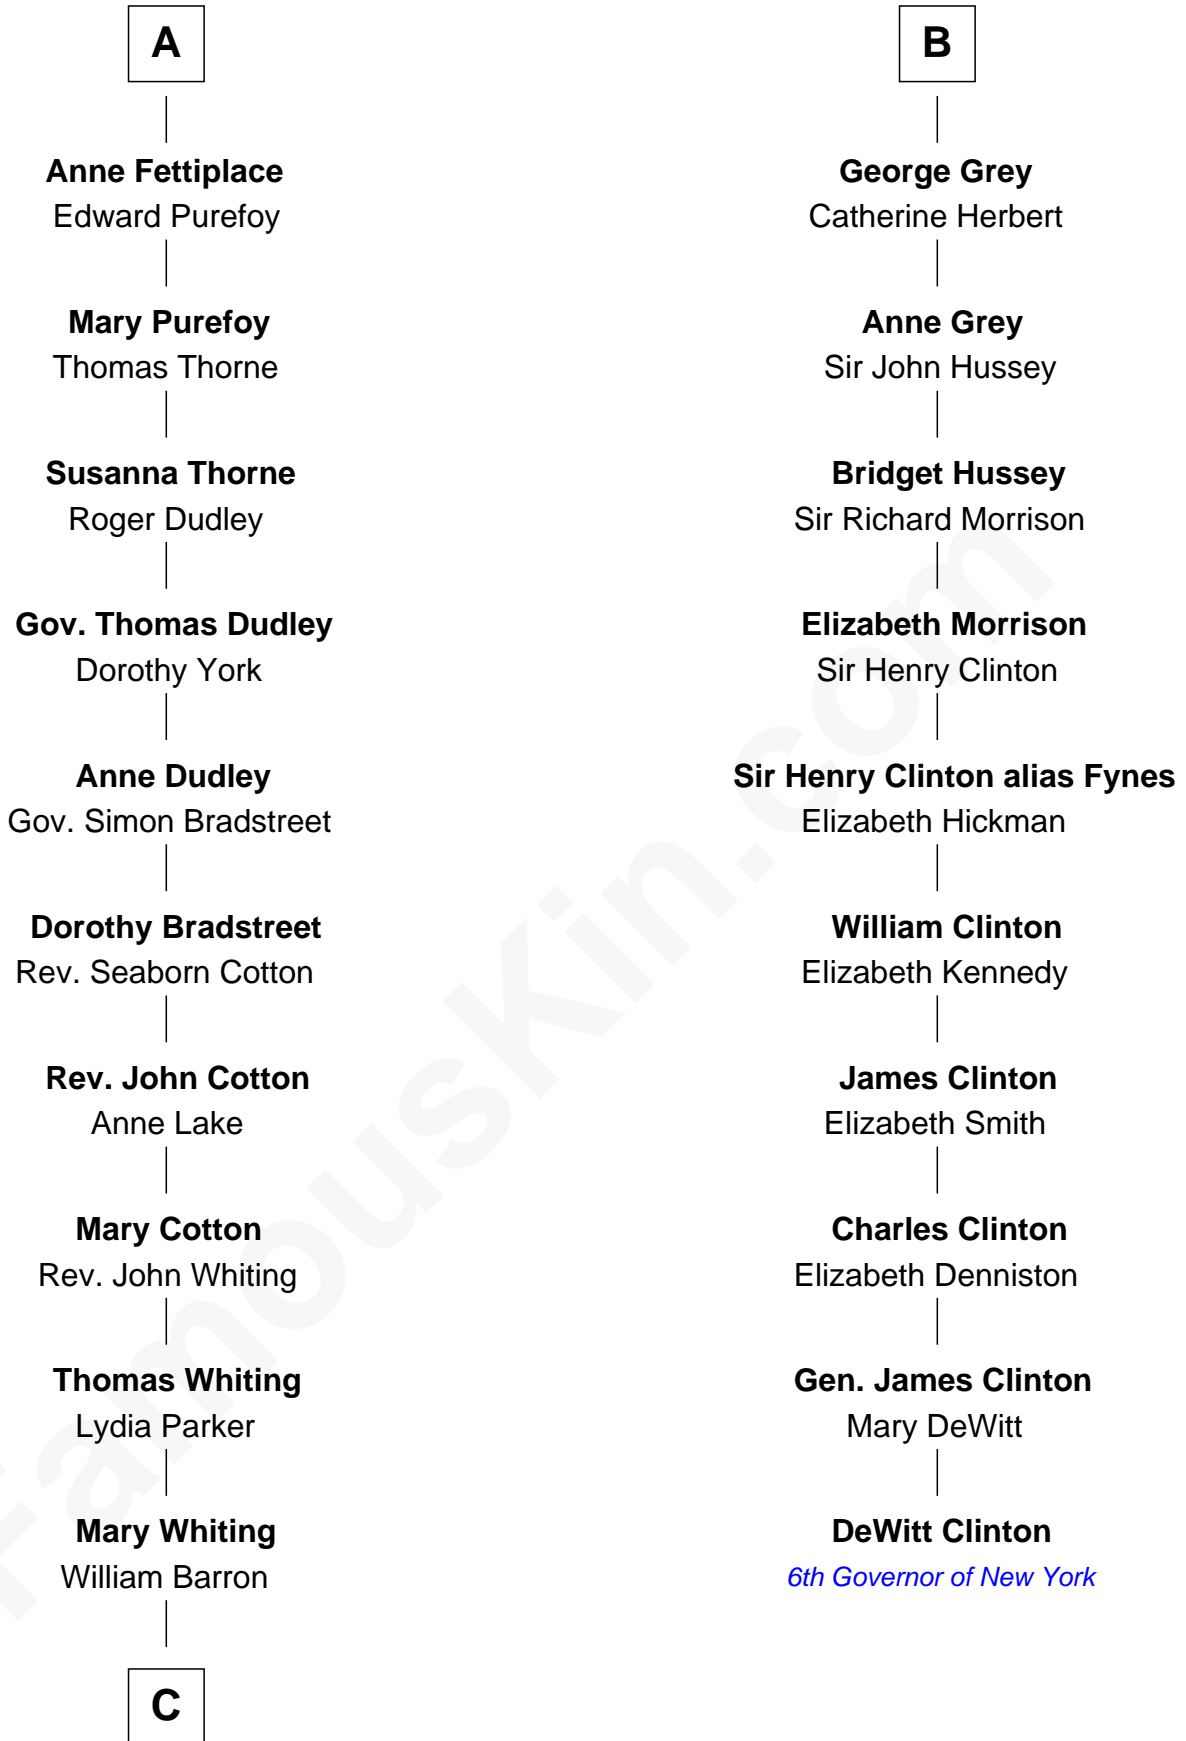 A
Anne Fettiplace
Edward Purefoy
Mary Purefoy
Thomas Thorne
Susanna Thorne
Roger Dudley
Gov. Thomas Dudley
Dorothy York
Anne Dudley
Gov. Simon Bradstreet
Dorothy Bradstreet
Rev. Seaborn Cotton
Rev. John Cotton
Anne Lake
Mary Cotton
Rev. John Whiting
Thomas Whiting
Lydia Parker
Mary Whiting
William Barron
C
B
George Grey
Catherine Herbert
Anne Grey
Sir John Hussey
Bridget Hussey
Sir Richard Morrison
Elizabeth Morrison
Sir Henry Clinton
Sir Henry Clinton alias Fynes
Elizabeth Hickman
William Clinton
Elizabeth Kennedy
James Clinton
Elizabeth Smith
Charles Clinton
Elizabeth Denniston
Gen. James Clinton
Mary DeWitt
DeWitt Clinton
6th Governor of New York
FamousKin.com